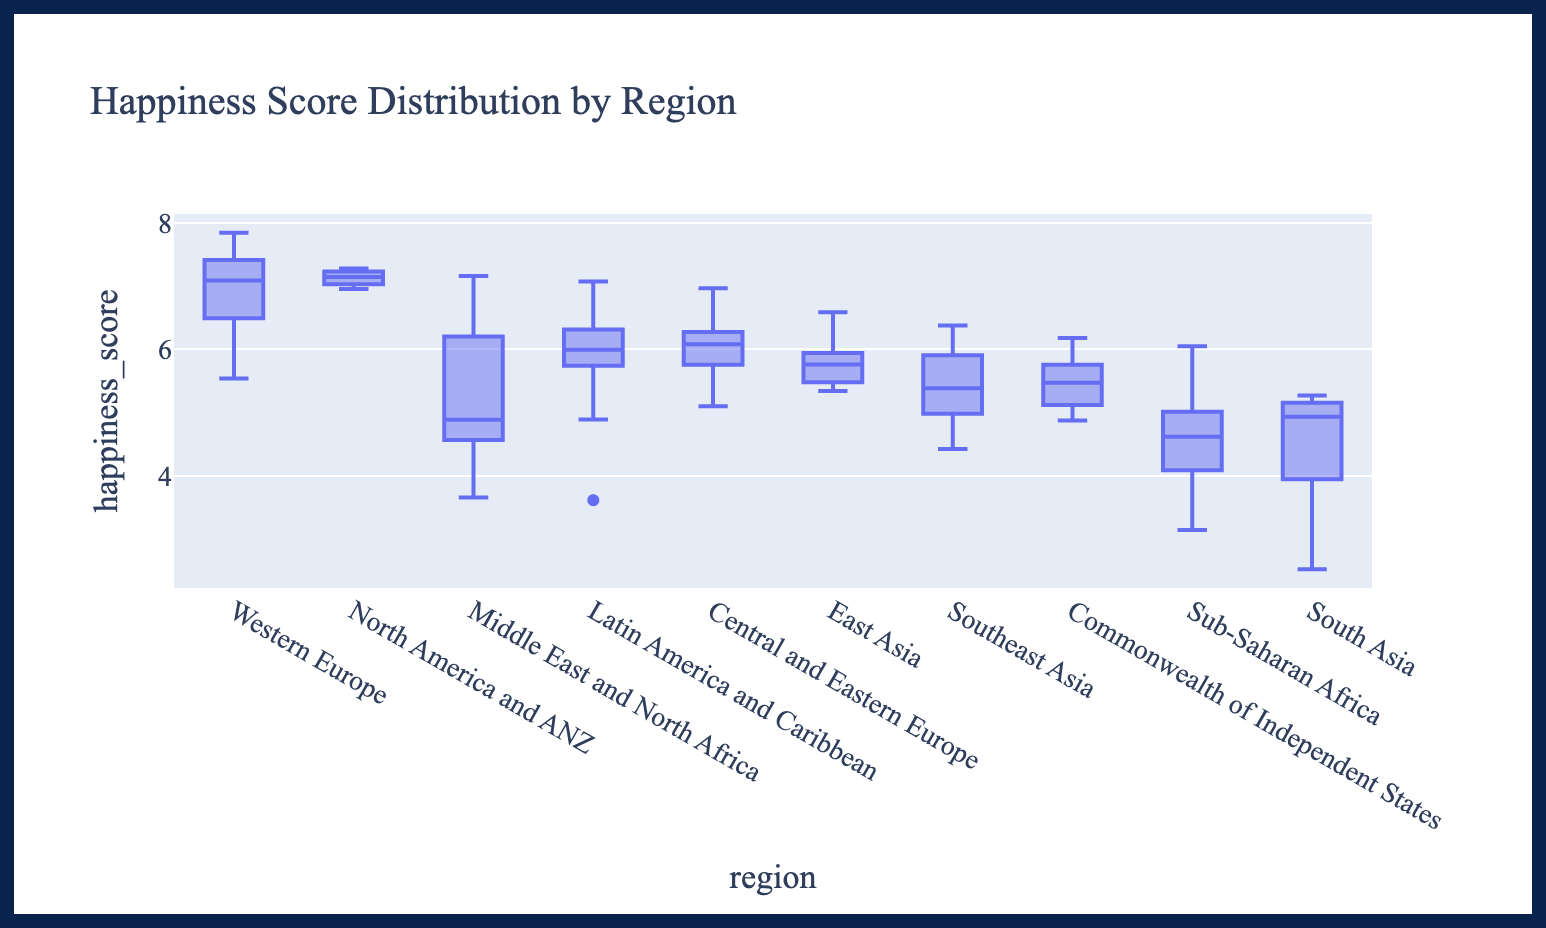 Happiness Score Distribution by Region
happiness_score
8
6
4
Western Europe
North America and ANZ
Middle East and North Africa
Latin America and Caribbean
Central and Eastern Europe
East Asia
Southeast Asia
Commonwealth of Independent States
Sub-Saharan Africa
South Asia
region